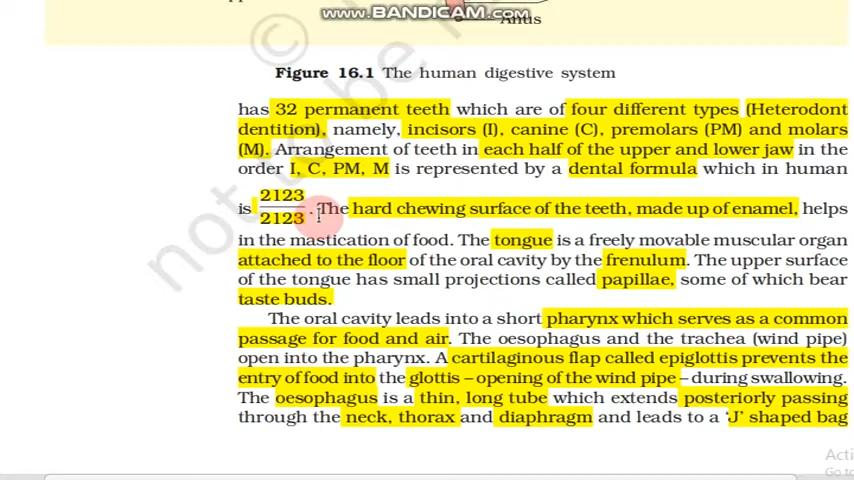 www.BANDICAM.com
Anus
Figure 16.1 The human digestive system
has 32 permanent teeth which are of four different types (Heterodont
dentition), namely, incisors (I), canine (C), premolars (PM) and molars
(M). Arrangement of teeth in each half of the upper and lower jaw in the
order I, C, PM, M is represented by a dental formula which in human
2123
is . The hard chewing surface of the teeth, made up of enamel, helps
2123
in the mastication of food. The tongue is a freely movable muscular organ
attached to the floor of the oral cavity by the frenulum. The upper surface
of the tongue has small projections called papillae, some of which bear
taste buds.
The oral cavity leads into a short pharynx which serves as a common
passage for food and air. The oesophagus and the trachea (wind pipe)
open into the pharynx. A cartilaginous flap called epiglottis prevents the
entry of food into the glottis – opening of the wind pipe – during swallowing.
The oesophagus is a thin, long tube which extends posteriorly passing
through the neck, thorax and diaphragm and leads to a ‘J’ shaped bag
not to be
©